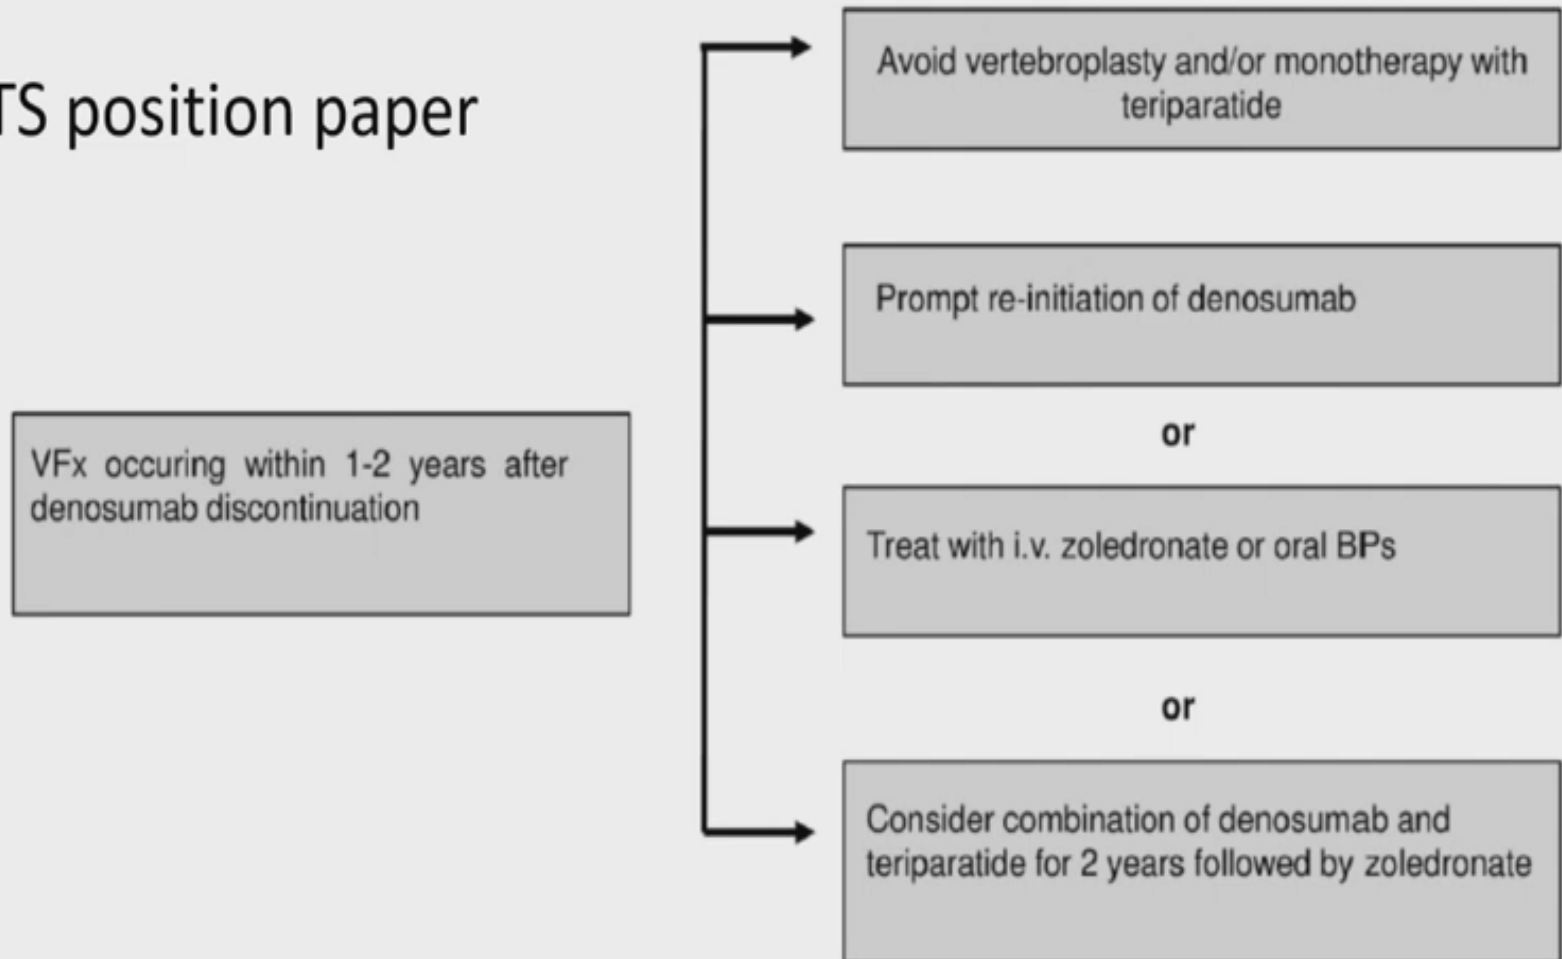 TS position paper
Avoid vertebroplasty and/or monotherapy with
teriparatide
Prompt re-initiation of denosumab
or
VFx occuring within 1-2 years after
denosumab discontinuation
Treat with i.v. zoledronate or oral BPs
or
Consider combination of denosumab and
teriparatide for 2 years followed by zoledronate